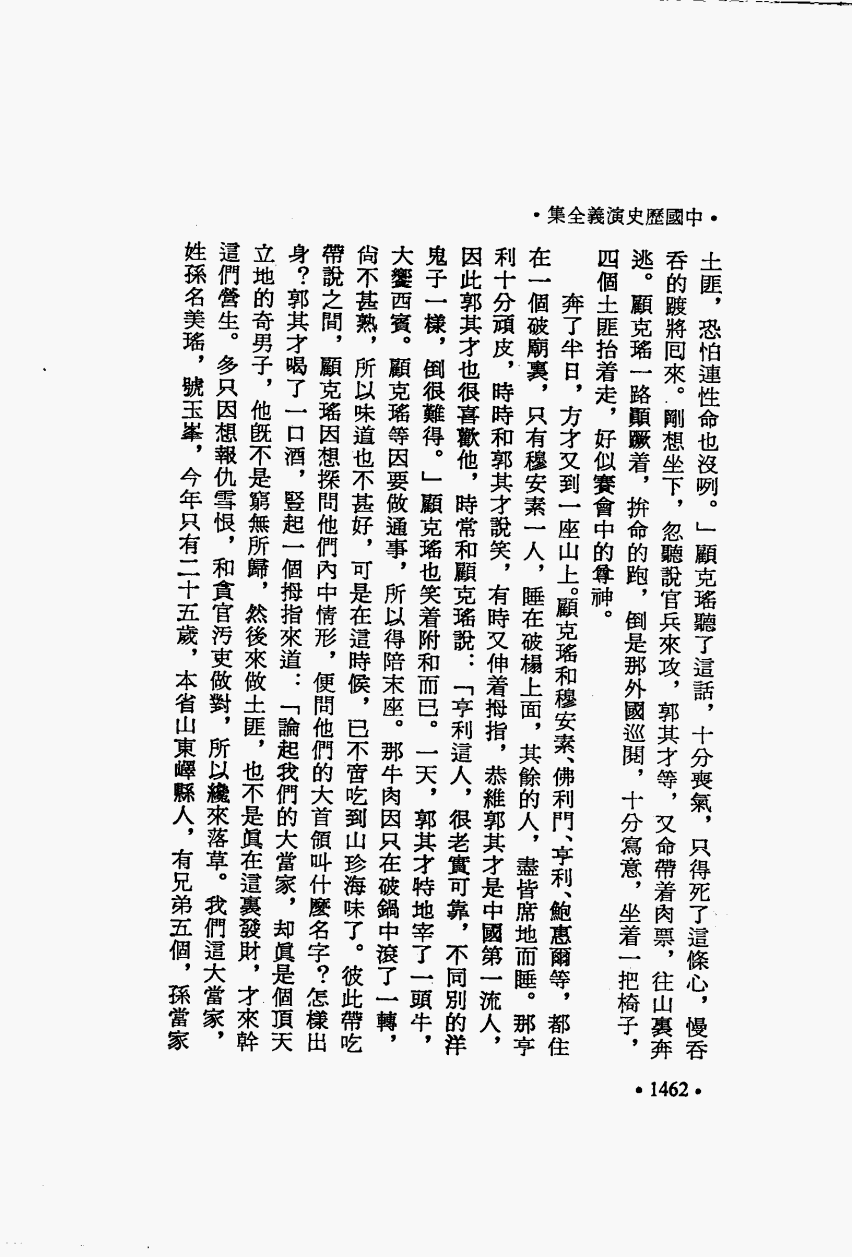 •中國歷史演義全集•
土匪，恐怕連性命也沒咧。」顧克瑤聽了這話，十分喪氣，只得死了這條心，慢吞
吞的踱將回來。剛想坐下，忽聽說官兵來攻，郭其才等，又命帶着肉票，往山裏奔
逃。顧克瑤一路顛蹶着，拚命的跑，倒是那外國巡閱，十分寫意，坐着一把椅子，
四個土匪抬着走，好似賽會中的尊神。
奔了半日，方才又到一座山上。顧克瑤和穆安素、佛利門、亨利、鮑惠爾等，都住
在一個破廟裏，只有穆安素一人，睡在破榻上面，其餘的人，盡皆席地而睡。那亨
利十分頑皮，時時和郭其才說笑，有時又伸着拇指，恭維郭其才是中國第一流人，
因此郭其才也很喜歡他，時常和顧克瑤說：「亨利這人，很老實可靠，不同別的洋
鬼子一樣，倒很難得。」顧克瑤也笑着附和而已。一天，郭其才特地宰了一頭牛，
大饗西賓。顧克瑤等因要做通事，所以得陪末座。那牛肉因只在破鍋中滾了一轉，
尙不甚熟，所以味道也不甚好，可是在這時候，已不啻吃到山珍海味了。彼此帶吃
帶說之間，顧克瑤因想探問他們內中情形，便問他們的大首領叫什麼名字？怎樣出
身？郭其才喝了一口酒，豎起一個拇指來道：「論起我們的大當家，却眞是個頂天
立地的奇男子，他旣不是窮無所歸，然後來做土匪，也不是眞在這裏發財，才來幹
這們營生。多只因想報仇雪恨，和貪官汚吏做對，所以纔來落草。我們這大當家，
姓孫名美瑤，號玉峯，今年只有二十五歲，本省山東嶧縣人，有兄弟五個，孫當家
•1462•